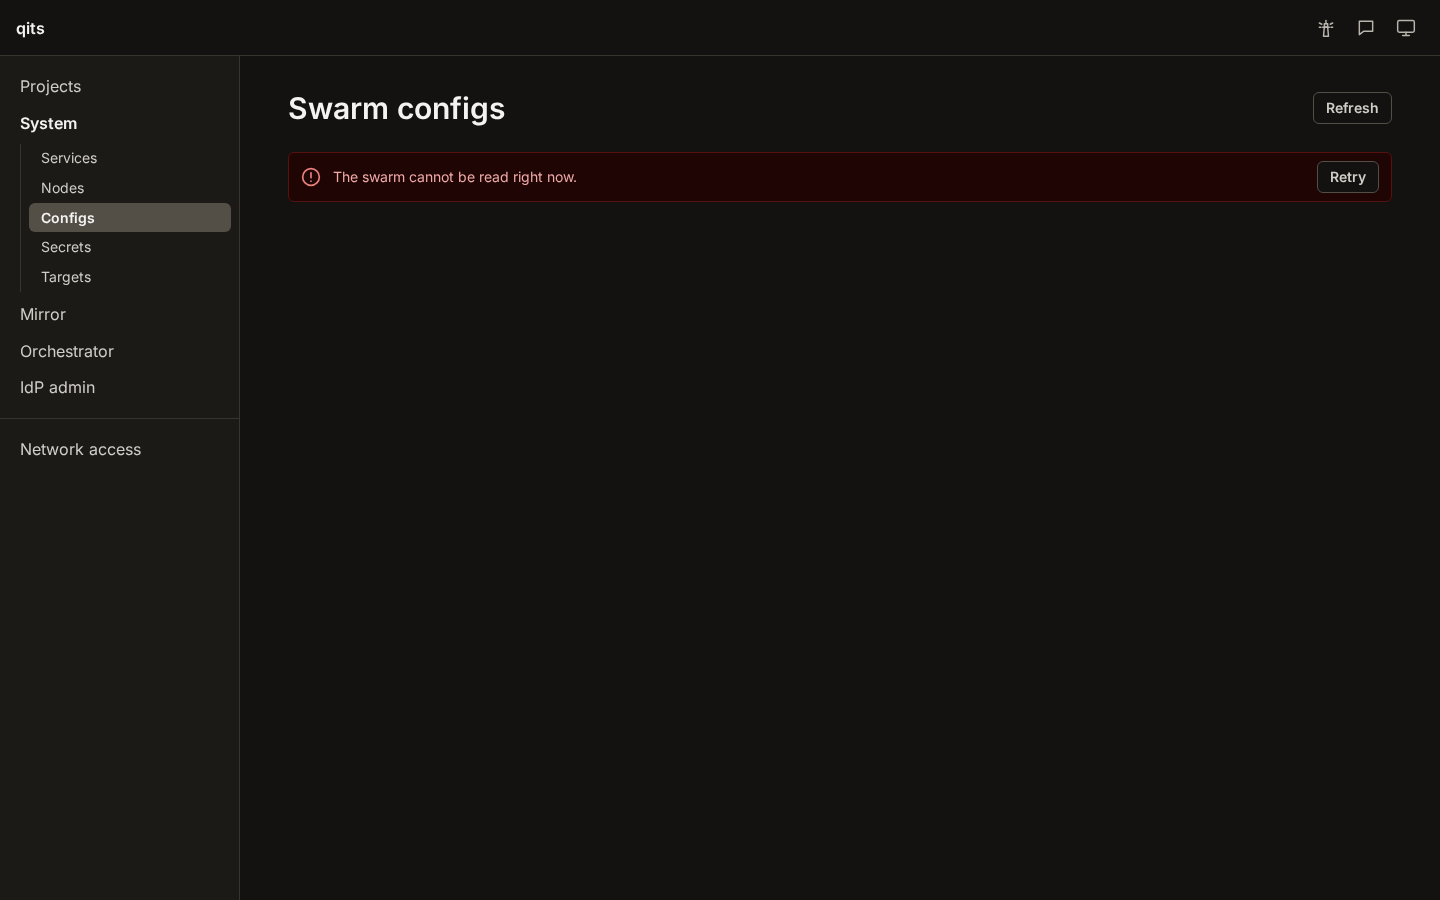 qits
Projects
System
Services
Nodes
Configs
Secrets
Targets
Mirror
Orchestrator
IdP admin
Network access
Swarm configs
Refresh
The swarm cannot be read right now.
Retry